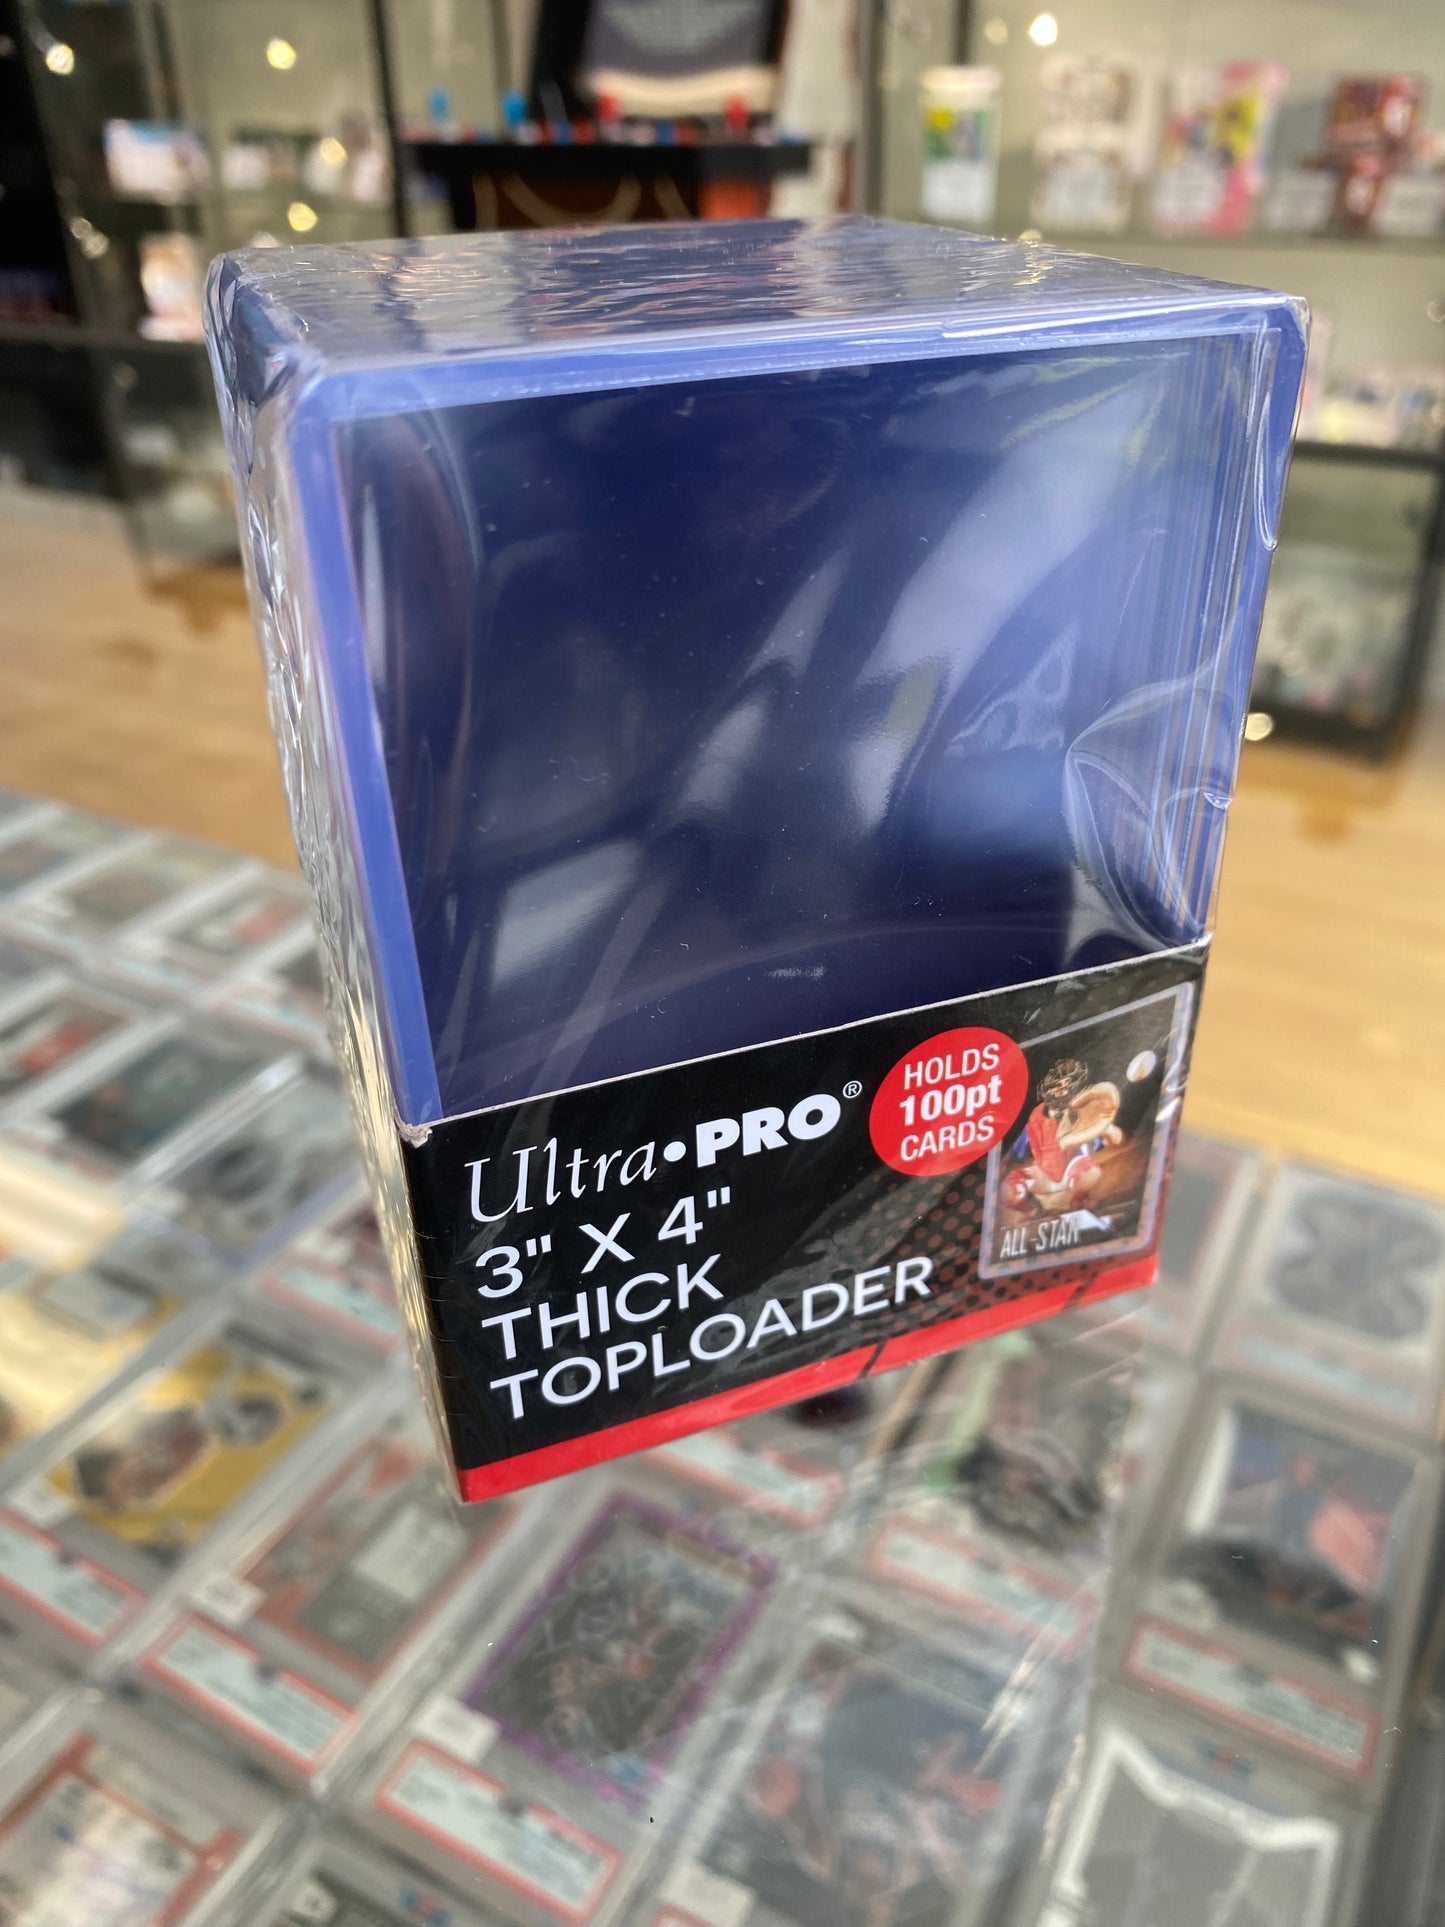 Ultra•PRO®
3" X 4"
THICK
TOPLOADER
HOLDS
100pt
CARDS
ALL-STAR